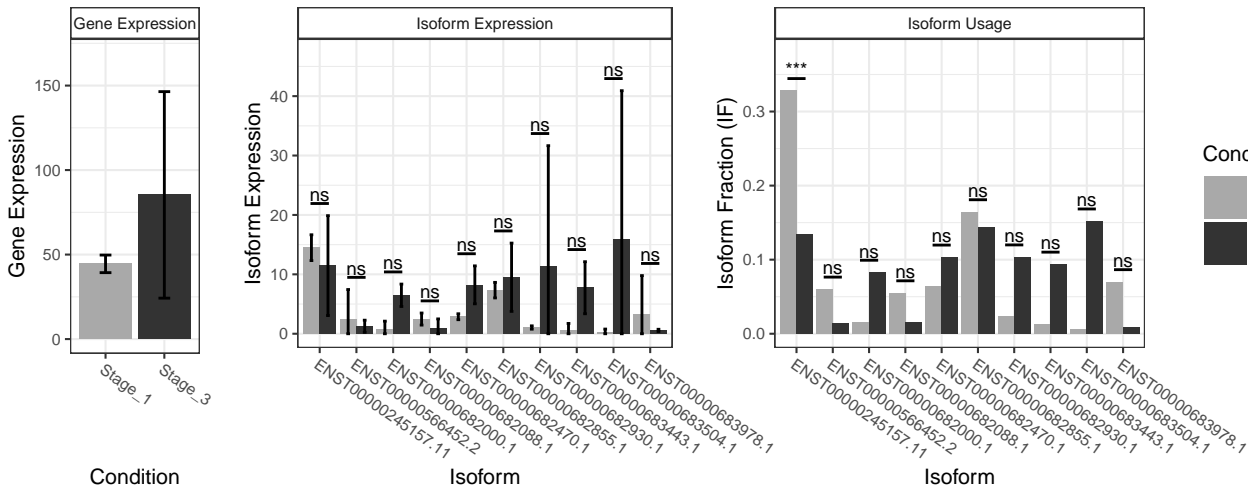 Gene Expression
Isoform Expression
Isoform Usage
Gene Expression
150
100
50
0
Stage_1
Stage_3
Condition
Isoform Expression
40
30
20
10
0
ns
ns
ns
ns
ns
ns
ns
ns
ns
ns
ENST00000245157.11
ENST00000566452.2
ENST00000682000.1
ENST00000682088.1
ENST00000682470.1
ENST00000682855.1
ENST00000682930.1
ENST00000683443.1
ENST00000683504.1
ENST00000683978.1
Isoform
Isoform Fraction (IF)
0.3
0.2
0.1
0.0
***
ns
ns
ns
ns
ns
ns
ns
ns
ns
ENST00000245157.11
ENST00000566452.2
ENST00000682000.1
ENST00000682088.1
ENST00000682470.1
ENST00000682855.1
ENST00000682930.1
ENST00000683443.1
ENST00000683504.1
ENST00000683978.1
Isoform
Cond